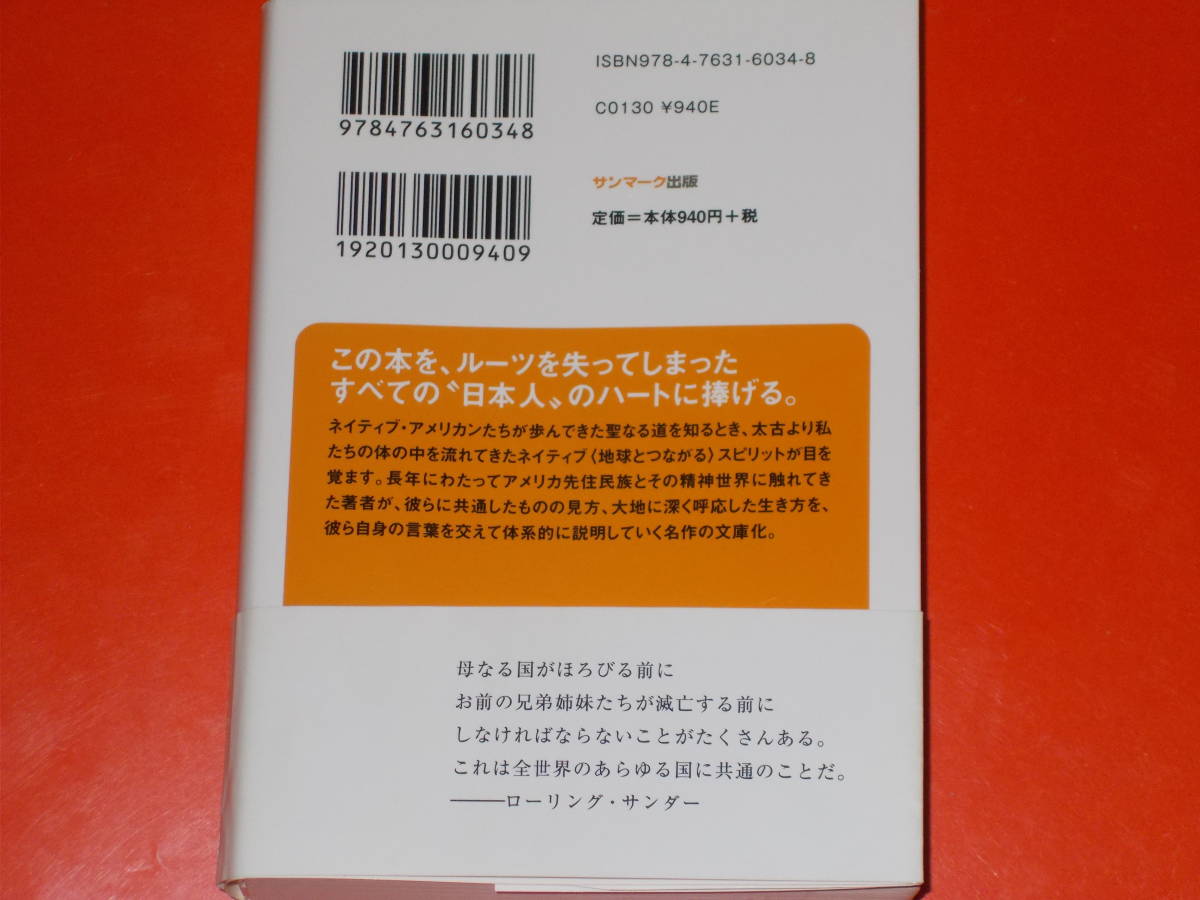 ISBN978-4-7631-6034-8
9784763160348
C0130 ¥940E
サンマーク出版
1920130009409
定価＝本体940円＋税
この本を、ルーツを失ってしまった
すべての〝日本人〟のハートに捧げる。
ネイティブ・アメリカンたちが歩んできた聖なる道を知るとき、太古より私
たちの体の中を流れてきたネイティブ〈地球とつながる〉スピリットが目を
覚ます。長年にわたってアメリカ先住民族とその精神世界に触れてき
た著者が、彼らに共通したものの見方、大地に深く呼応した生き方を、
彼ら自身の言葉を交えて体系的に説明していく名作の文庫化。
母なる国がほろびる前に
お前の兄弟姉妹たちが滅亡する前に
しなければならないことがたくさんある。
これは全世界のあらゆる国に共通のことだ。
───ローリング・サンダー